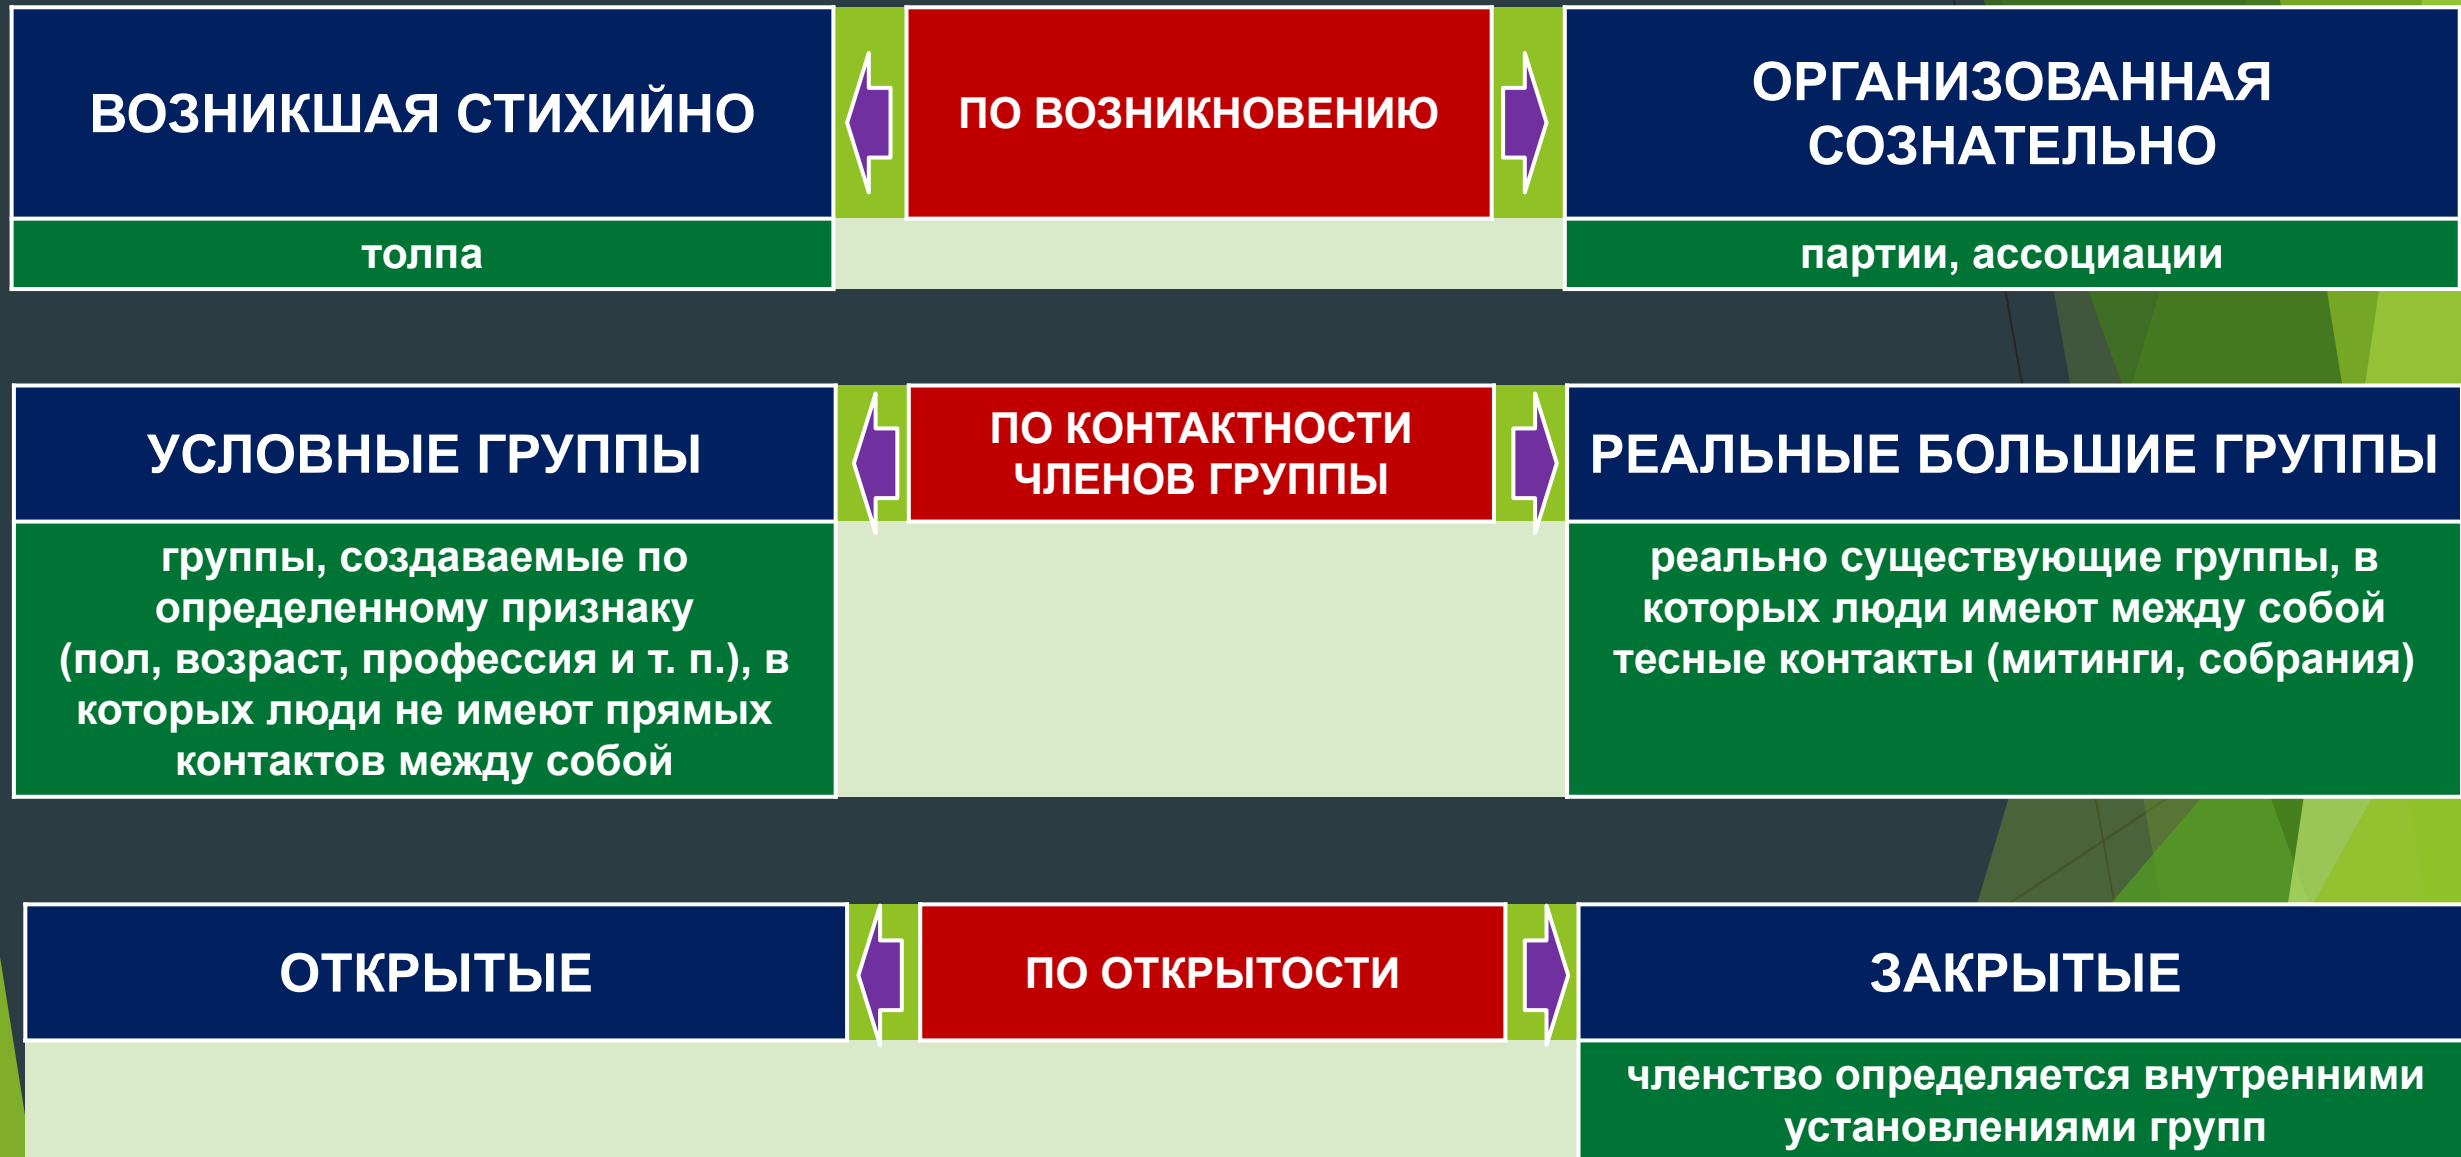 ВОЗНИКШАЯ СТИХИЙНО
ПО ВОЗНИКНОВЕНИЮ
ОРГАНИЗОВАННАЯ
СОЗНАТЕЛЬНО
толпа
партии, ассоциации
УСЛОВНЫЕ ГРУППЫ
ПО КОНТАКТНОСТИ
ЧЛЕНОВ ГРУППЫ
РЕАЛЬНЫЕ БОЛЬШИЕ ГРУППЫ
группы, создаваемые по
определенному признаку
(пол, возраст, профессия и т. п.), в
которых люди не имеют прямых
контактов между собой
реально существующие группы, в
которых люди имеют между собой
тесные контакты (митинги, собрания)
ОТКРЫТЫЕ
ПО ОТКРЫТОСТИ
ЗАКРЫТЫЕ
членство определяется внутренними
установлениями групп